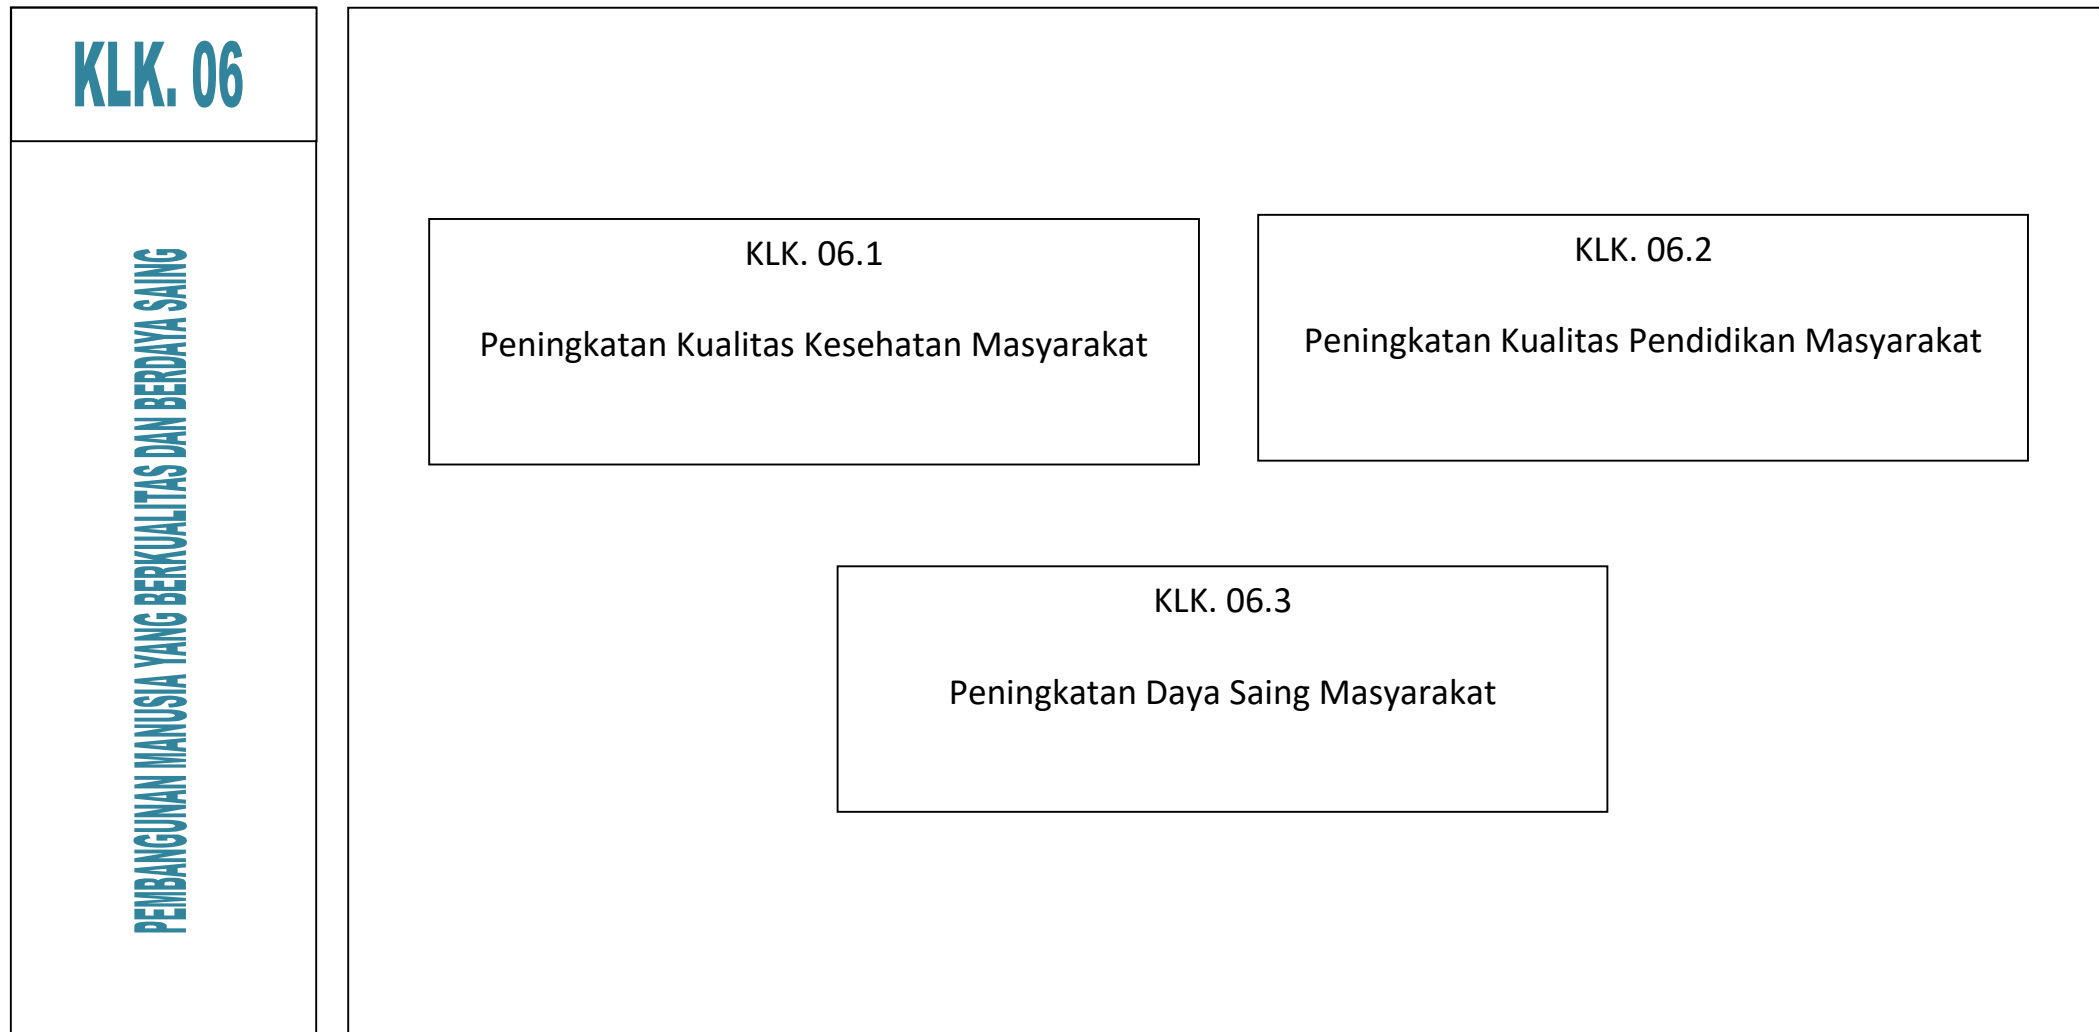 KLK. 06
PEMBANGUNAN MANUSIA YANG BERKUALITAS DAN BERDAYA SAING
KLK. 06.1
Peningkatan Kualitas Kesehatan Masyarakat
KLK. 06.2
Peningkatan Kualitas Pendidikan Masyarakat
KLK. 06.3
Peningkatan Daya Saing Masyarakat